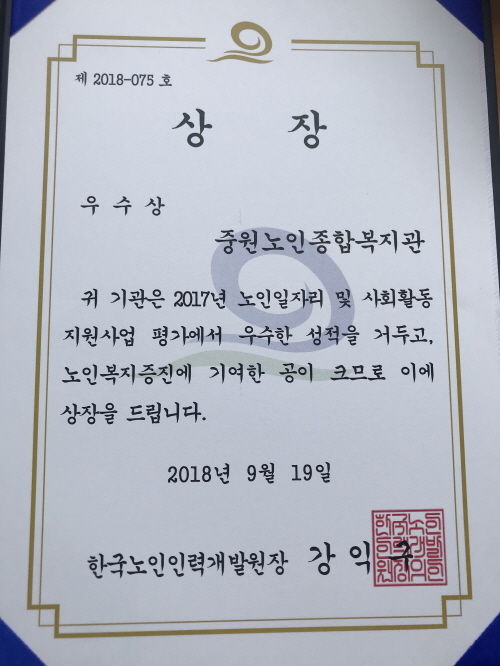 제 2018-075 호
상 장
우 수 상
중원노인종합복지관
귀 기관은 2017년 노인일자리 및 사회활동
지원사업 평가에서 우수한 성적을 거두고,
노인복지증진에 기여한 공이 크므로 이에
상장을 드립니다.
2018년 9월 19일
한국노인인력개발원장 강 익 구